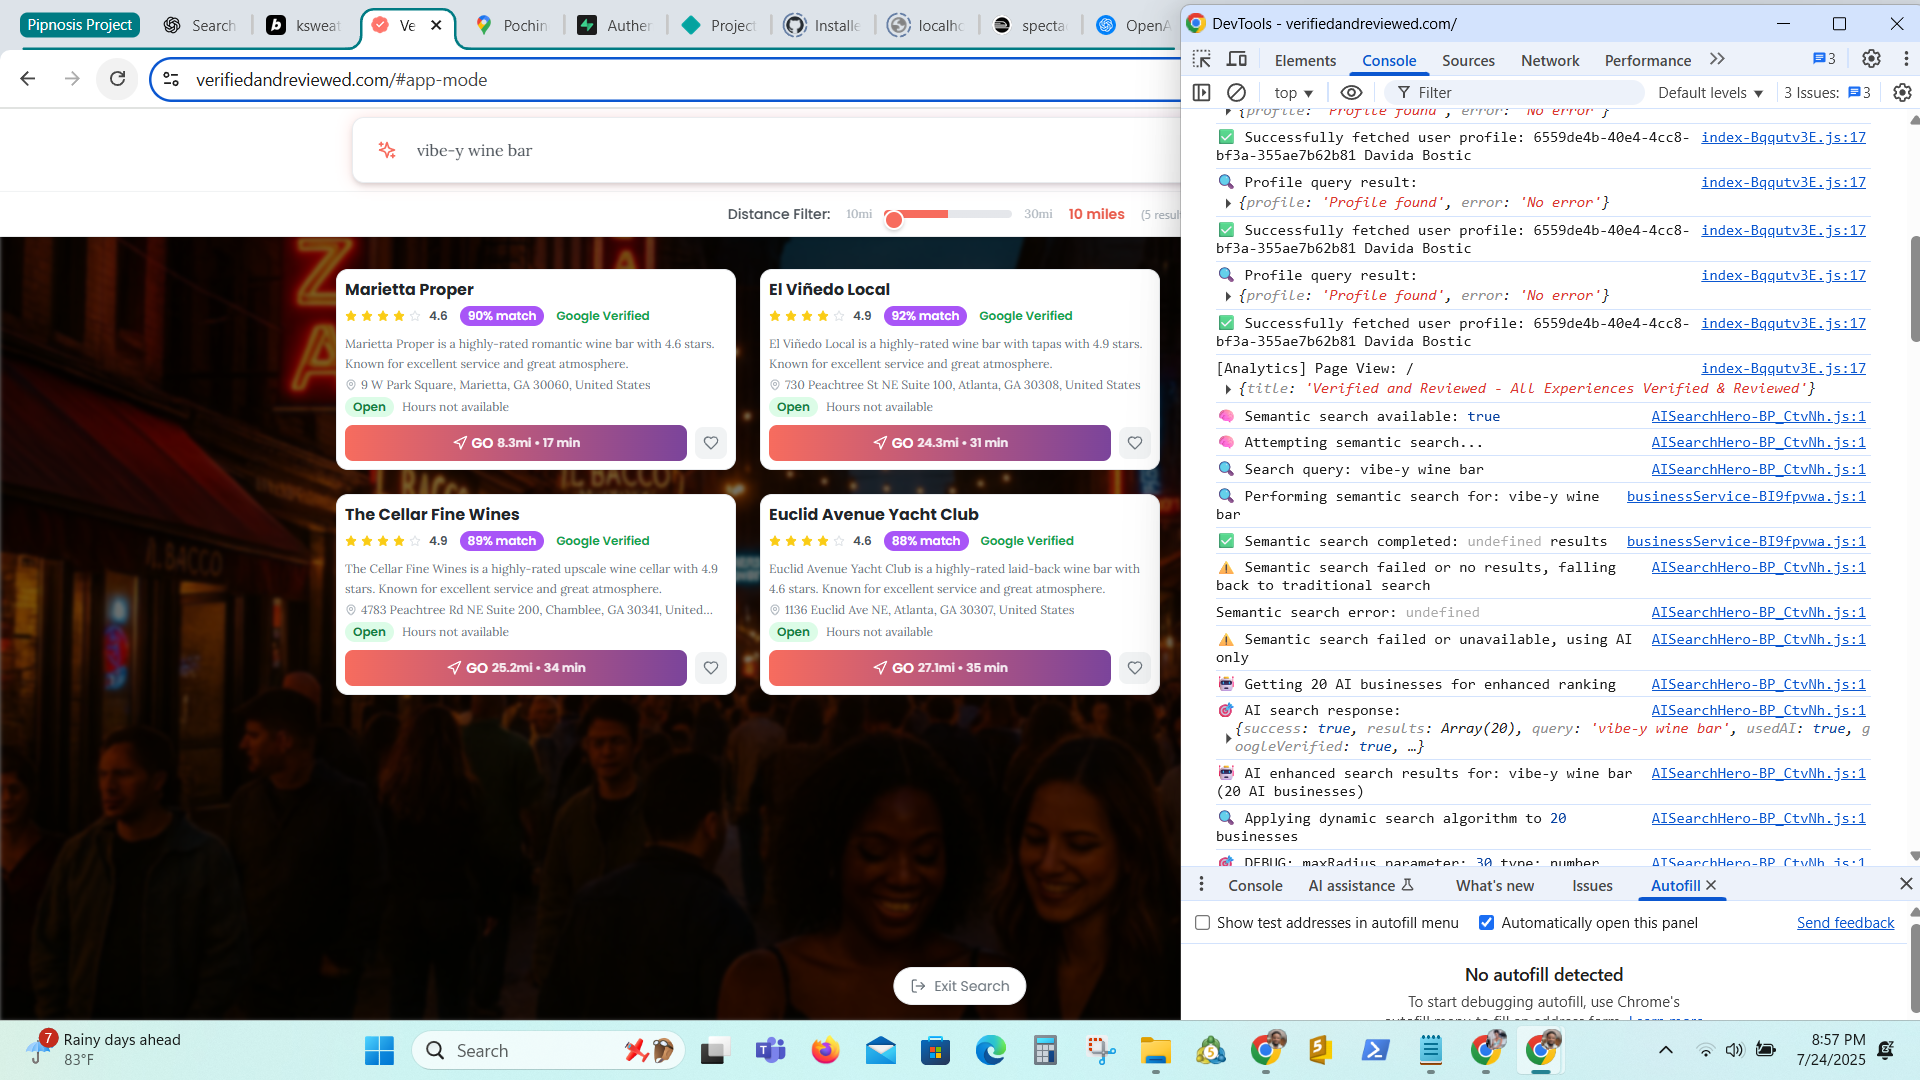 Pipnosis Project
Search
ksweat
Ve
Pochin
Auther
Project
Installe
localho
specta
OpenA
verifiedandreviewed.com/#app-mode
vibe-y wine bar
Distance Filter: 10mi 30mi 10 miles (5 resul
Marietta Proper
4.6 90% match Google Verified
Marietta Proper is a highly-rated romantic wine bar with 4.6 stars.
Known for excellent service and great atmosphere.
9 W Park Square, Marietta, GA 30060, United States
Open Hours not available
GO 8.3mi • 17 min
El Viñedo Local
4.9 92% match Google Verified
El Viñedo Local is a highly-rated wine bar with tapas with 4.9 stars.
Known for excellent service and great atmosphere.
730 Peachtree St NE Suite 100, Atlanta, GA 30308, United States
Open Hours not available
GO 24.3mi • 31 min
The Cellar Fine Wines
4.9 89% match Google Verified
The Cellar Fine Wines is a highly-rated upscale wine cellar with 4.9
stars. Known for excellent service and great atmosphere.
4783 Peachtree Rd NE Suite 200, Chamblee, GA 30341, United...
Open Hours not available
GO 25.2mi • 34 min
Euclid Avenue Yacht Club
4.6 88% match Google Verified
Euclid Avenue Yacht Club is a highly-rated laid-back wine bar with
4.6 stars. Known for excellent service and great atmosphere.
1136 Euclid Ave NE, Atlanta, GA 30307, United States
Open Hours not available
GO 27.1mi • 35 min
IL BACCO
Exit Search
DevTools - verifiedandreviewed.com/
Elements Console Sources Network Performance 3
top Filter Default levels 3 Issues: 3
{profile: 'Profile found', error: 'No error'}
Successfully fetched user profile: 6559de4b-40e4-4cc8- index-Bqqutv3E.js:17
bf3a-355ae7b62b81 Davida Bostic
Profile query result: index-Bqqutv3E.js:17
{profile: 'Profile found', error: 'No error'}
Successfully fetched user profile: 6559de4b-40e4-4cc8- index-Bqqutv3E.js:17
bf3a-355ae7b62b81 Davida Bostic
Profile query result: index-Bqqutv3E.js:17
{profile: 'Profile found', error: 'No error'}
Successfully fetched user profile: 6559de4b-40e4-4cc8- index-Bqqutv3E.js:17
bf3a-355ae7b62b81 Davida Bostic
[Analytics] Page View: / index-Bqqutv3E.js:17
{title: 'Verified and Reviewed - All Experiences Verified & Reviewed'}
Semantic search available: true AISearchHero-BP_CtvNh.js:1
Attempting semantic search... AISearchHero-BP_CtvNh.js:1
Search query: vibe-y wine bar AISearchHero-BP_CtvNh.js:1
Performing semantic search for: vibe-y wine businessService-BI9fpvwa.js:1
bar
Semantic search completed: undefined results businessService-BI9fpvwa.js:1
Semantic search failed or no results, falling AISearchHero-BP_CtvNh.js:1
back to traditional search
Semantic search error: undefined AISearchHero-BP_CtvNh.js:1
Semantic search failed or unavailable, using AI AISearchHero-BP_CtvNh.js:1
only
Getting 20 AI businesses for enhanced ranking AISearchHero-BP_CtvNh.js:1
AI search response: AISearchHero-BP_CtvNh.js:1
{success: true, results: Array(20), query: 'vibe-y wine bar', usedAI: true, g
oogleVerified: true, …}
AI enhanced search results for: vibe-y wine bar AISearchHero-BP_CtvNh.js:1
(20 AI businesses)
Applying dynamic search algorithm to 20 AISearchHero-BP_CtvNh.js:1
businesses
DEBUG: maxRadius parameter: 30 type: number AISearchHero-BP_CtvNh.js:1
Console AI assistance What's new Issues Autofill
Show test addresses in autofill menu Automatically open this panel Send feedback
No autofill detected
To start debugging autofill, use Chrome's
autofill menu to fill an address form. Learn more
7
Rainy days ahead
83°F
Search
8:57 PM
7/24/2025